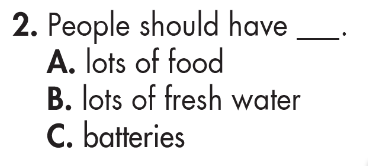 2. People should have ___.
A. lots of food
B. lots of fresh water
C. batteries